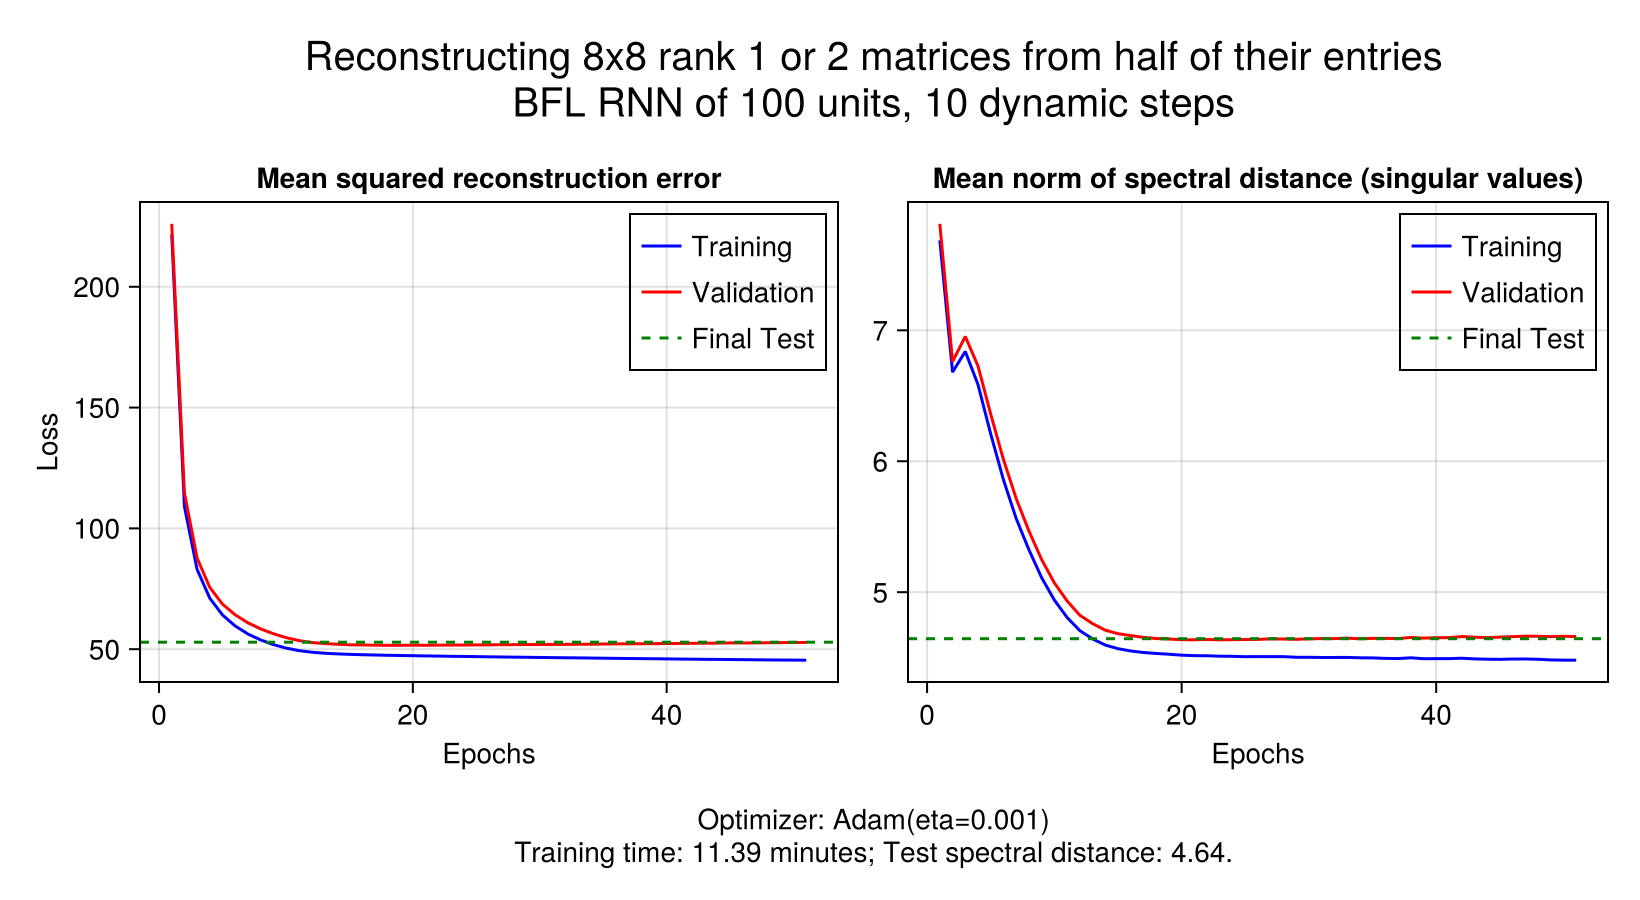 Reconstructing 8x8 rank 1 or 2 matrices from half of their entries
BFL RNN of 100 units, 10 dynamic steps
Mean squared reconstruction error
Loss
200
150
100
50
Training
Validation
Final Test
0
20
40
Epochs
Mean norm of spectral distance (singular values)
7
6
5
Training
Validation
Final Test
0
20
40
Epochs
Optimizer: Adam(eta=0.001)
Training time: 11.39 minutes; Test spectral distance: 4.64.